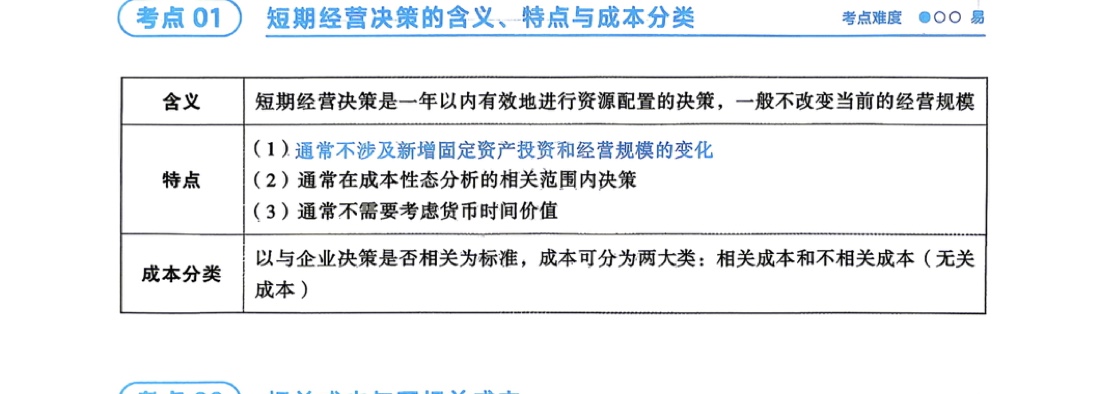 考点 01 短期经营决策的含义、特点与成本分类 考点难度 ●○○ 易
含义 短期经营决策是一年以内有效地进行资源配置的决策，一般不改变当前的经营规模
特点
（1）通常不涉及新增固定资产投资和经营规模的变化
（2）通常在成本性态分析的相关范围内决策
（3）通常不需要考虑货币时间价值
成本分类
以与企业决策是否相关为标准，成本可分为两大类：相关成本和不相关成本（无关
成本）